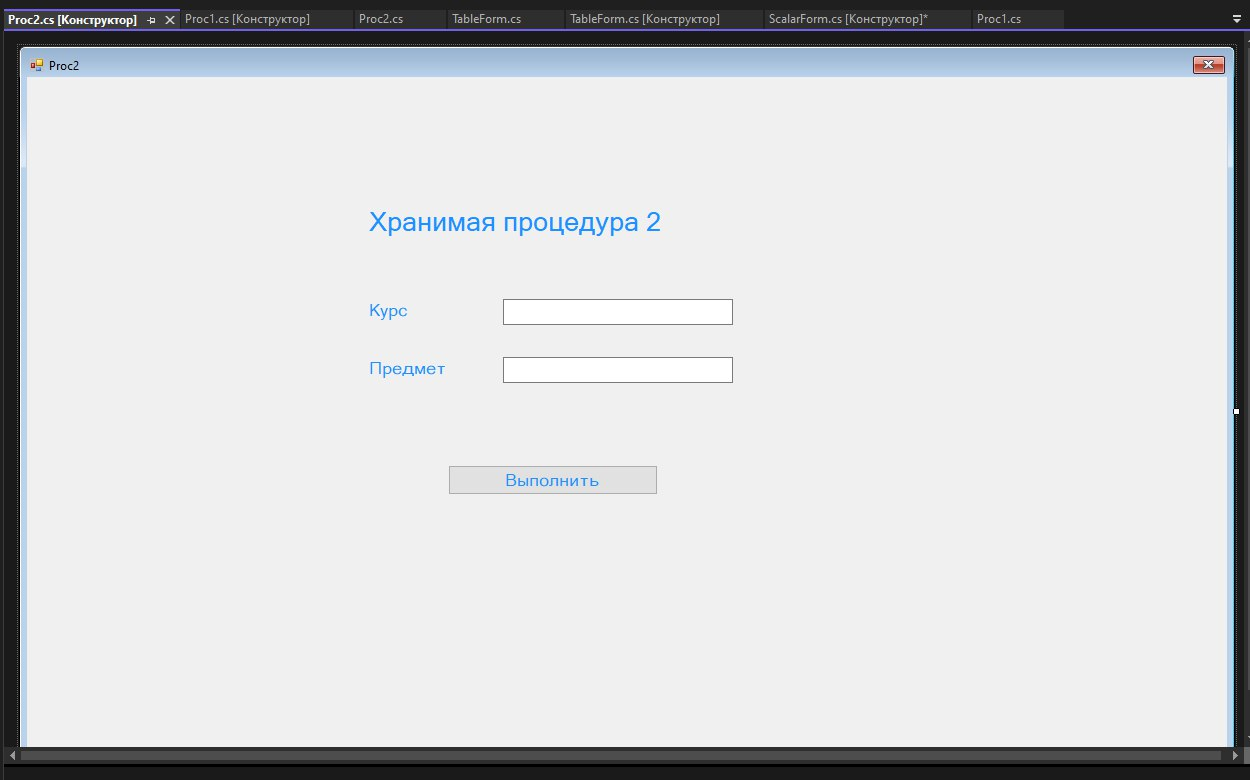 Proc2.cs [Конструктор] Proc1.cs [Конструктор] Proc2.cs TableForm.cs TableForm.cs [Конструктор] ScalarForm.cs [Конструктор]* Proc1.cs
Proc2
Хранимая процедура 2
Курс
Предмет
Выполнить